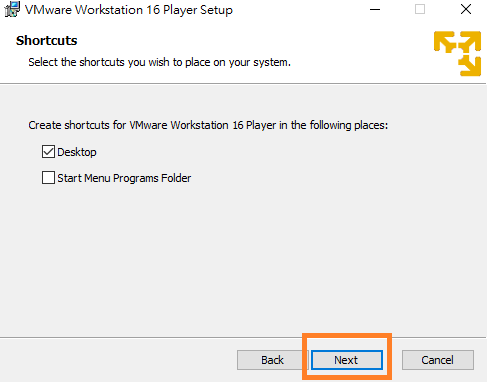 VMware Workstation 16 Player Setup
Shortcuts
Select the shortcuts you wish to place on your system.
Create shortcuts for VMware Workstation 16 Player in the following places:
Desktop
Start Menu Programs Folder
Back Next Cancel